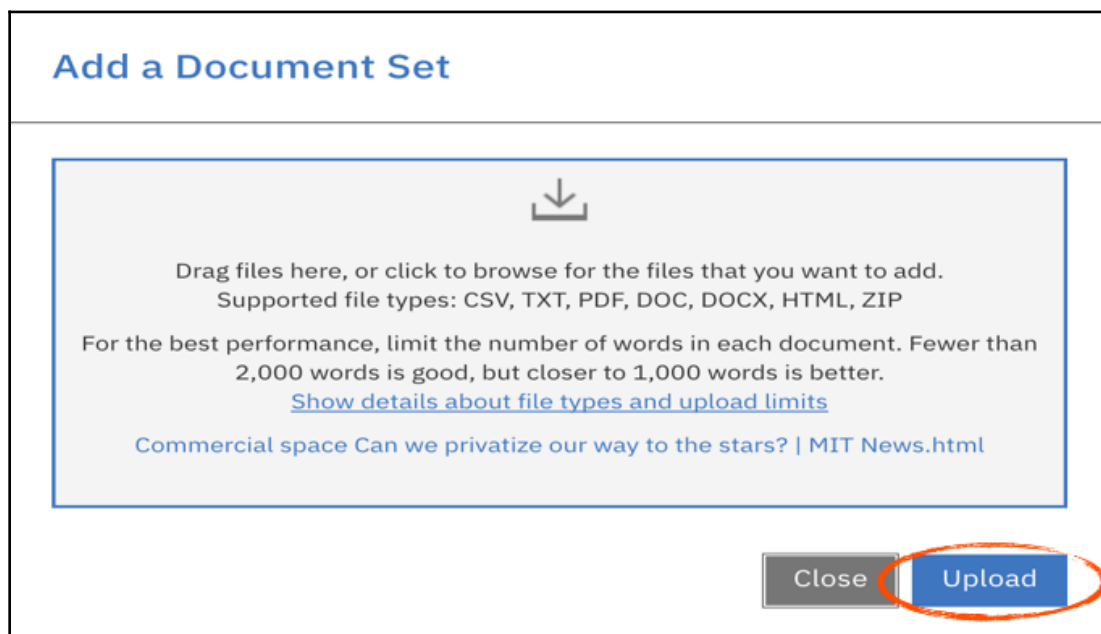 Add a Document Set
Drag files here, or click to browse for the files that you want to add.
Supported file types: CSV, TXT, PDF, DOC, DOCX, HTML, ZIP
For the best performance, limit the number of words in each document. Fewer than
2,000 words is good, but closer to 1,000 words is better.
Show details about file types and upload limits
Commercial space Can we privatize our way to the stars? | MIT News.html
Close
Upload